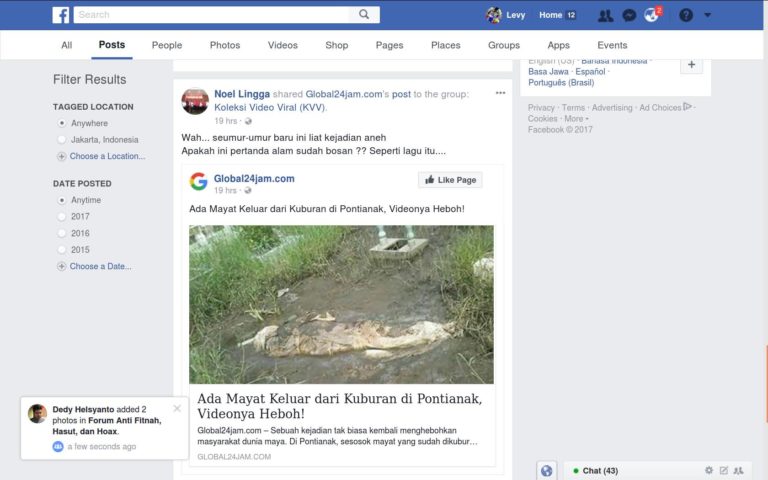 Search
Levy
Home 12
2
All Posts People Photos Videos Shop Pages Places Groups Apps Events
Filter Results
TAGGED LOCATION
Anywhere
Jakarta, Indonesia
Choose a Location...
DATE POSTED
Anytime
2017
2016
2015
Choose a Date...
Noel Lingga shared Global24jam.com's post to the group:
Koleksi Video Viral (KVV).
19 hrs ·
Wah... seumur-umur baru ini liat kejadian aneh
Apakah ini pertanda alam sudah bosan ?? Seperti lagu itu....
Global24jam.com
19 hrs ·
Like Page
Ada Mayat Keluar dari Kuburan di Pontianak, Videonya Heboh!
Ada Mayat Keluar dari Kuburan di Pontianak,
Videonya Heboh!
Global24jam.com – Sebuah kejadian tak biasa kembali menghebohkan
masyarakat dunia maya. Di Pontianak, sesosok mayat yang sudah dikubur…
GLOBAL24JAM.COM
English (US) · Bahasa Indonesia ·
Basa Jawa · Español ·
Português (Brasil)
Privacy · Terms · Advertising · Ad Choices ·
Cookies · More
Facebook © 2017
Dedy Helsyanto added 2
photos in Forum Anti Fitnah,
Hasut, dan Hoax.
a few seconds ago
Chat (43)